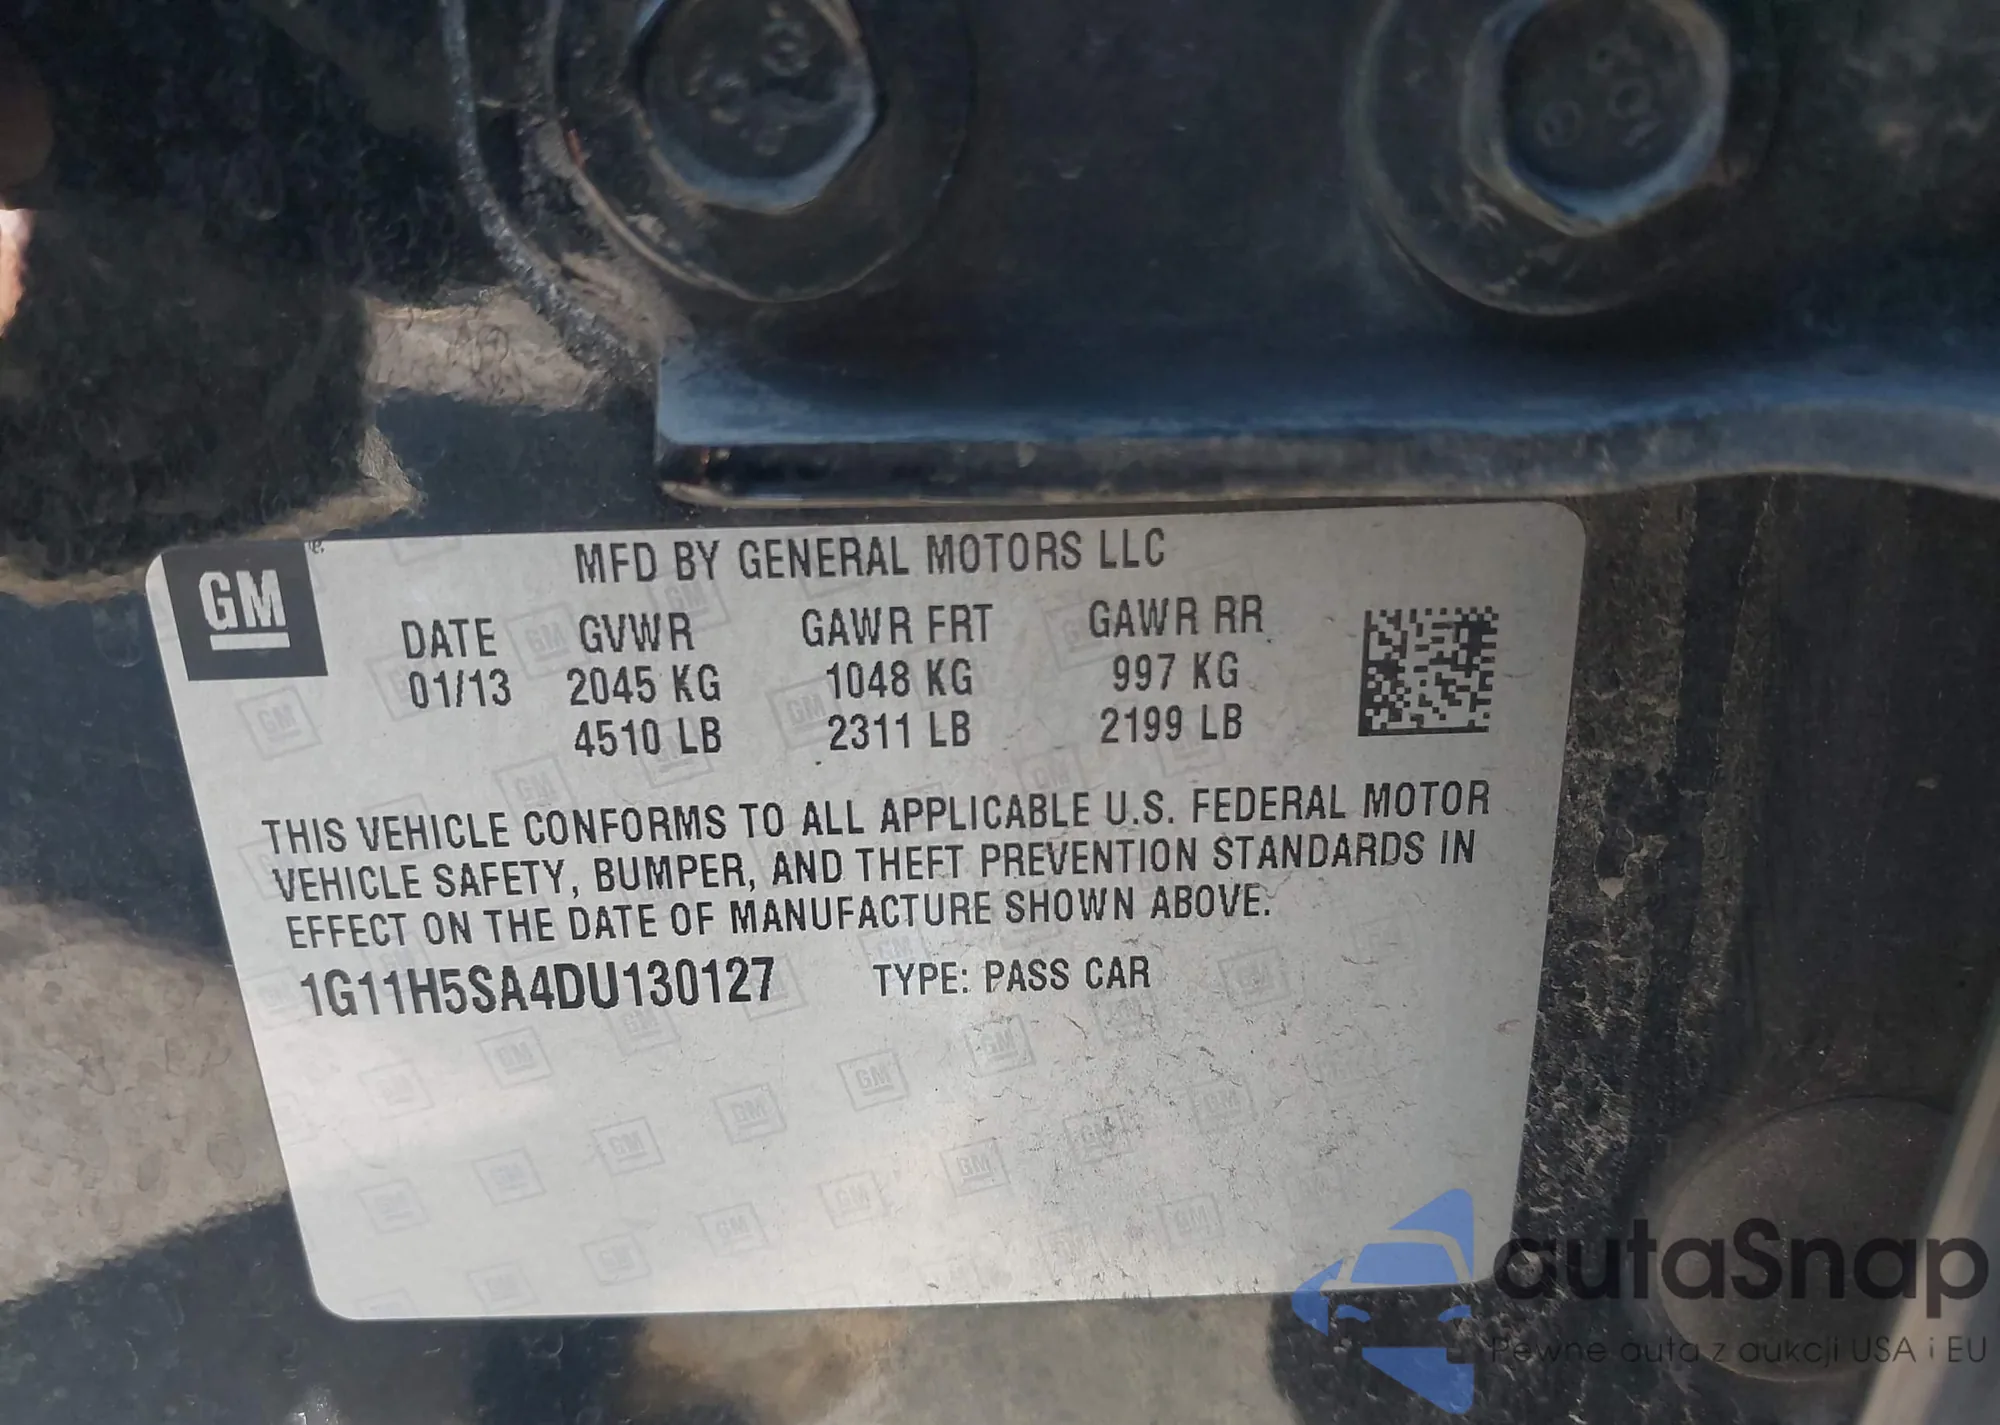 GM
MFD BY GENERAL MOTORS LLC
DATE GVWR GAWR FRT GAWR RR
01/13 2045 KG 1048 KG 997 KG
4510 LB 2311 LB 2199 LB
THIS VEHICLE CONFORMS TO ALL APPLICABLE U.S. FEDERAL MOTOR
VEHICLE SAFETY, BUMPER, AND THEFT PREVENTION STANDARDS IN
EFFECT ON THE DATE OF MANUFACTURE SHOWN ABOVE.
1G11H5SA4DU130127 TYPE: PASS CAR
autaSnap
Pewne auta z aukcji USA i EU